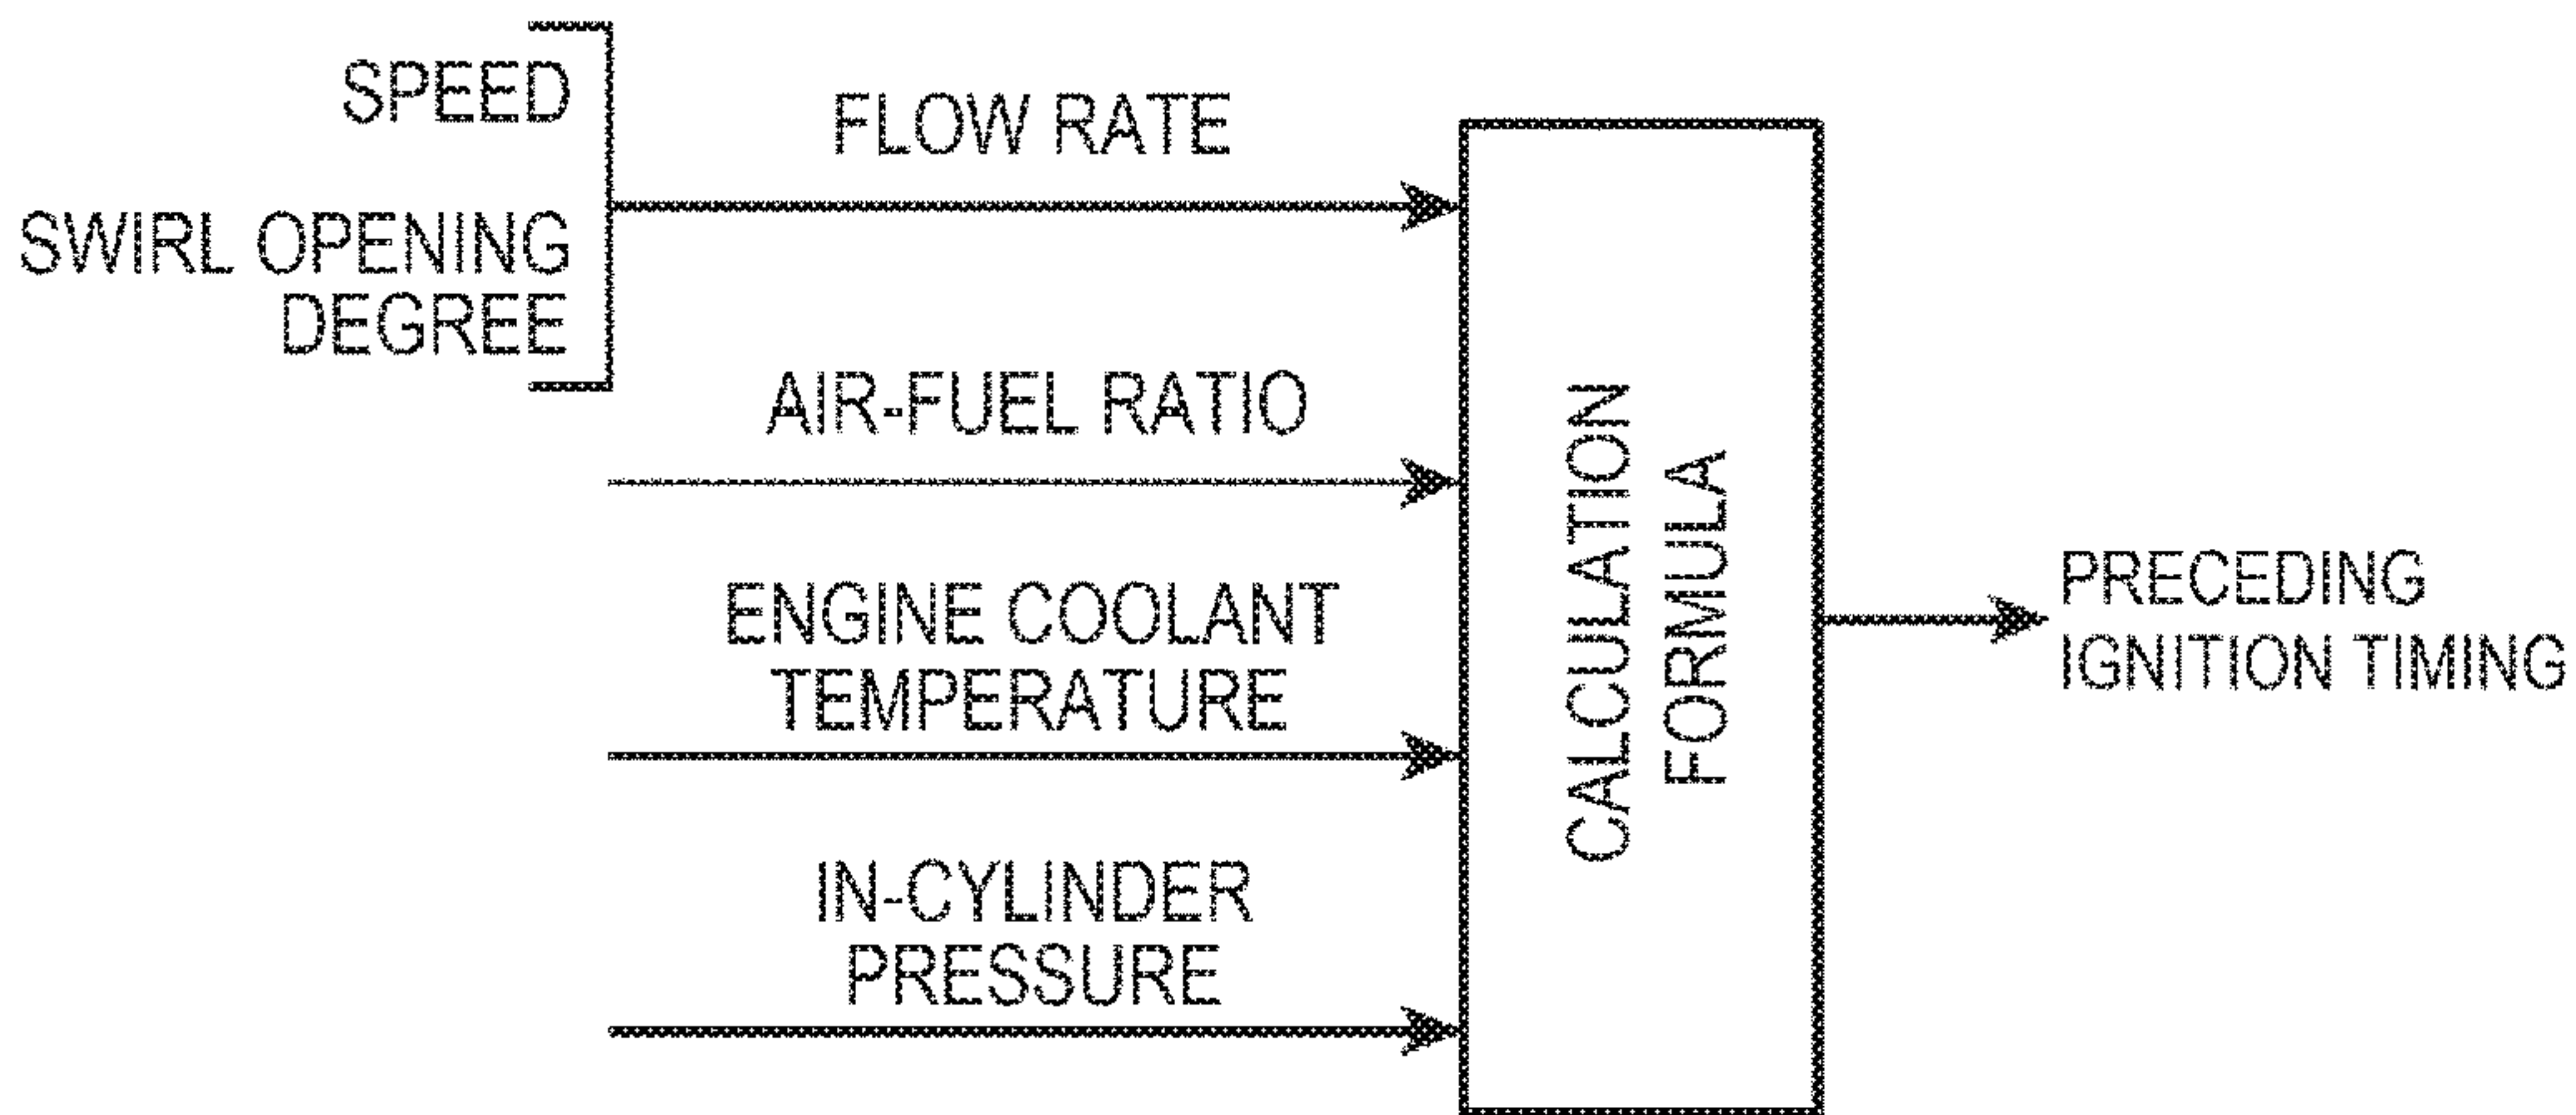 SPEED
SWIRL OPENING
DEGREE
FLOW RATE
AIR-FUEL RATIO
ENGINE COOLANT
TEMPERATURE
IN-CYLINDER
PRESSURE
CALCULATION
FORMULA
PRECEDING
IGNITION TIMING